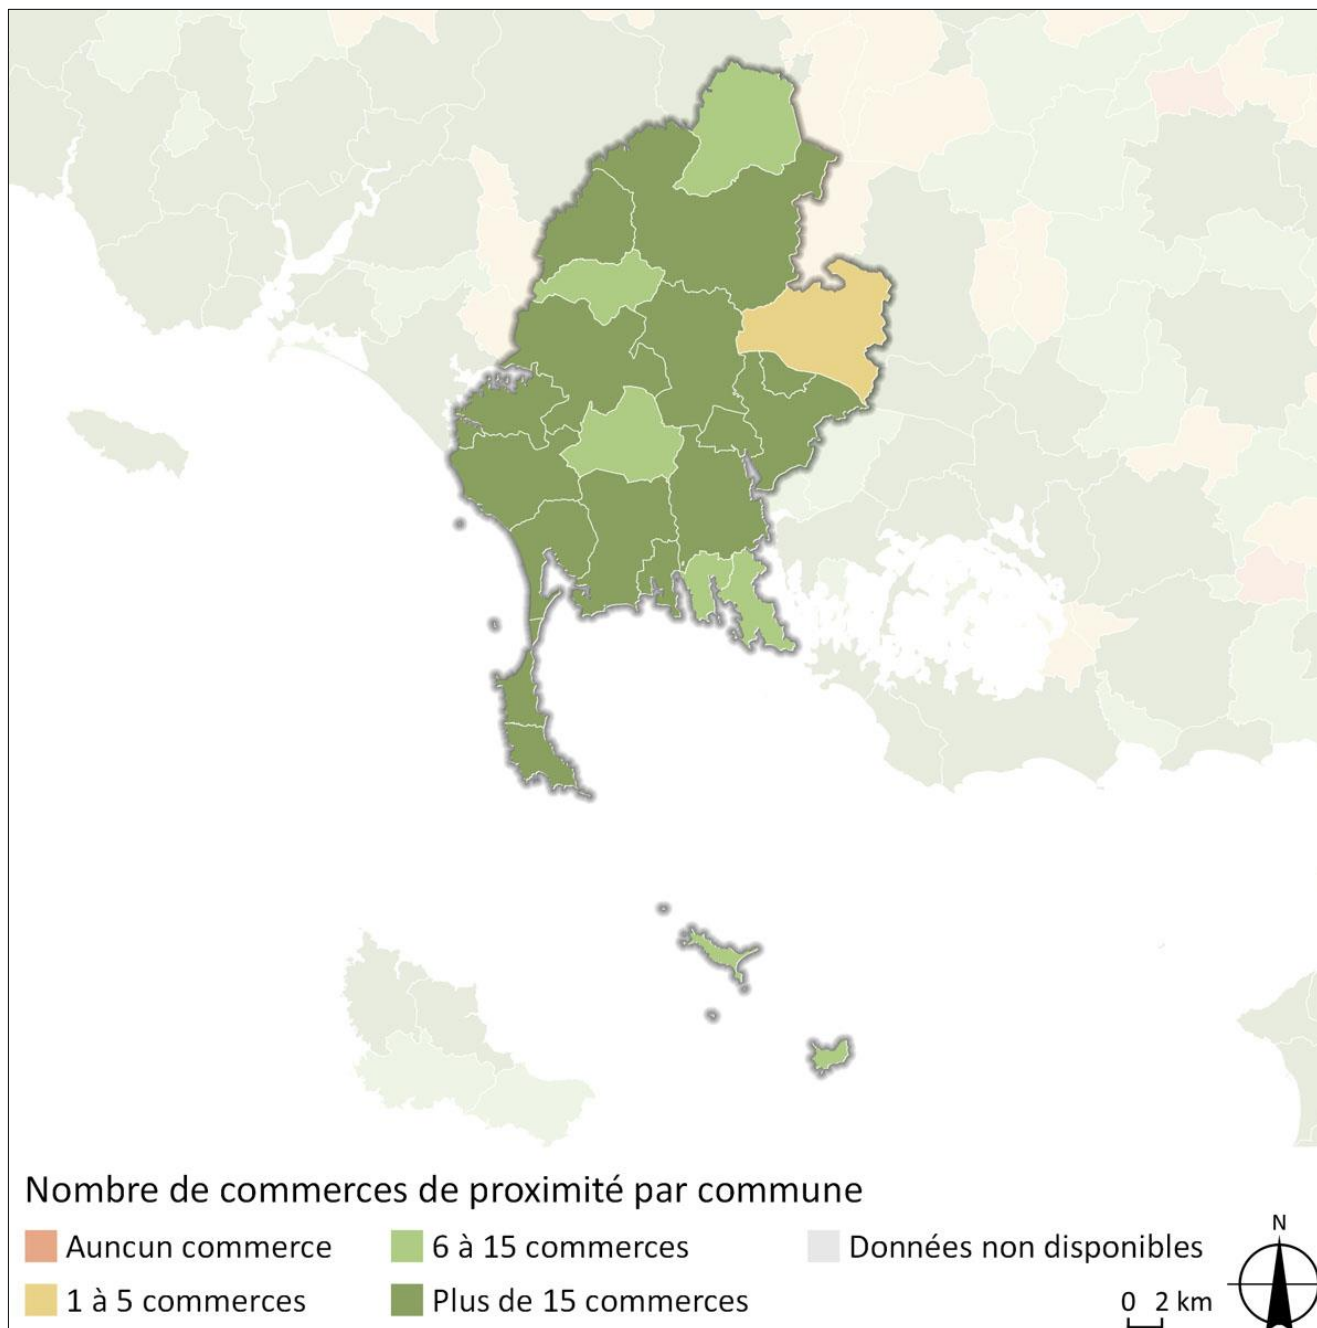 Nombre de commerces de proximité par commune
Auncun commerce
6 à 15 commerces
Données non disponibles
1 à 5 commerces
Plus de 15 commerces
0 2 km
N